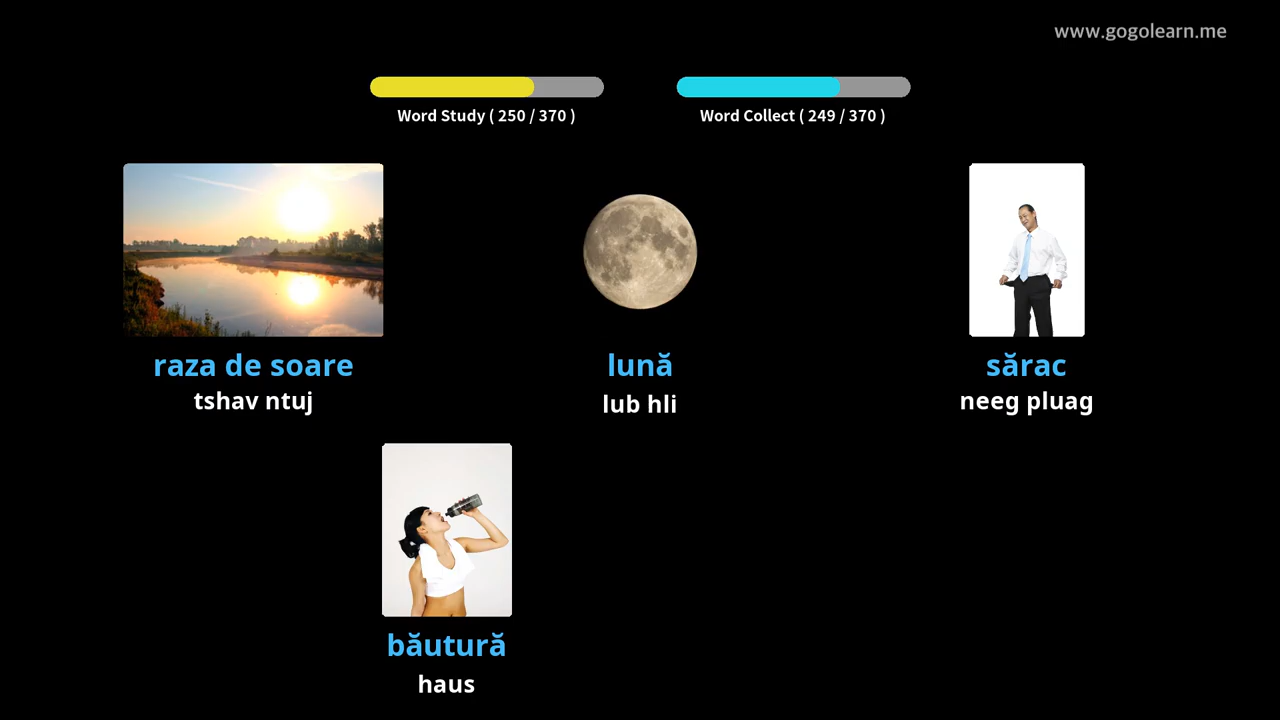 www.gogolearn.me
Word Study ( 250 / 370 )
Word Collect ( 249 / 370 )
raza de soare
tshav ntuj
lună
lub hli
sărac
neeg pluag
băutură
haus